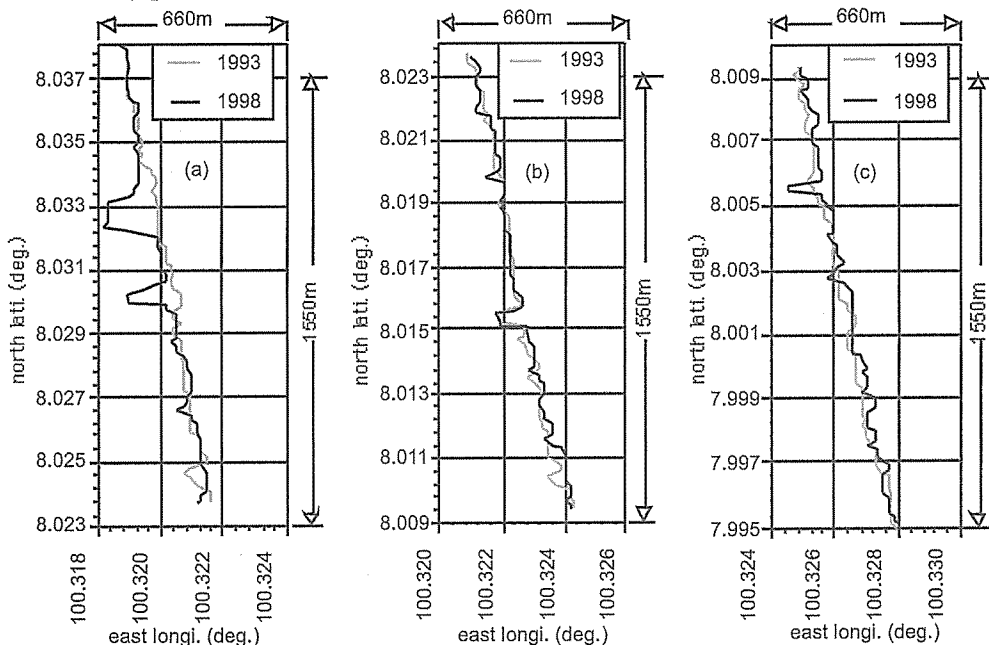 660m
1993
1998
(a)
8.037
8.035
8.033
8.031
8.029
8.027
8.025
8.023
north lati. (deg.)
1550m
100.318
100.320
100.322
100.324
east longi. (deg.)
660m
1993
1998
(b)
8.023
8.021
8.019
8.017
8.015
8.013
8.011
8.009
north lati. (deg.)
1550m
100.320
100.322
100.324
100.326
east longi. (deg.)
660m
1993
1998
(c)
8.009
8.007
8.005
8.003
8.001
7.999
7.997
7.995
north lati. (deg.)
1550m
100.324
100.326
100.328
100.330
east longi. (deg.)